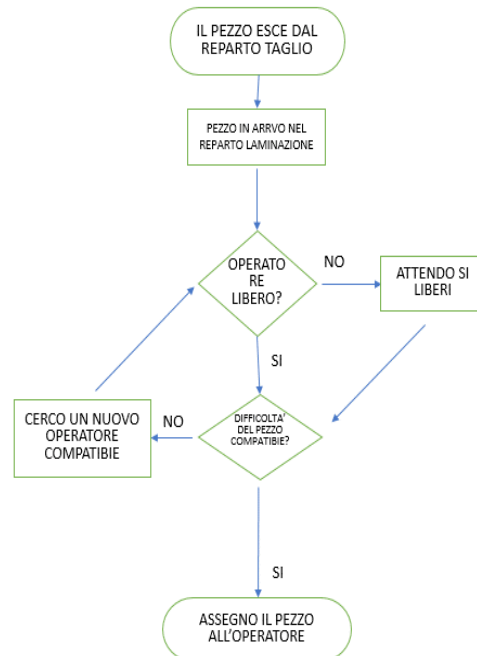 IL PEZZO ESCE DAL
REPARTO TAGLIO
PEZZO IN ARRVO NEL
REPARTO LAMINAZIONE
OPERATO
RE
LIBERO?
NO
ATTENDO SI
LIBERI
SI
DIFFICOLTA'
DEL PEZZO
COMPATIBIE?
NO
CERCO UN NUOVO
OPERATORE
COMPATIBIE
SI
ASSEGNO IL PEZZO
ALL'OPERATORE